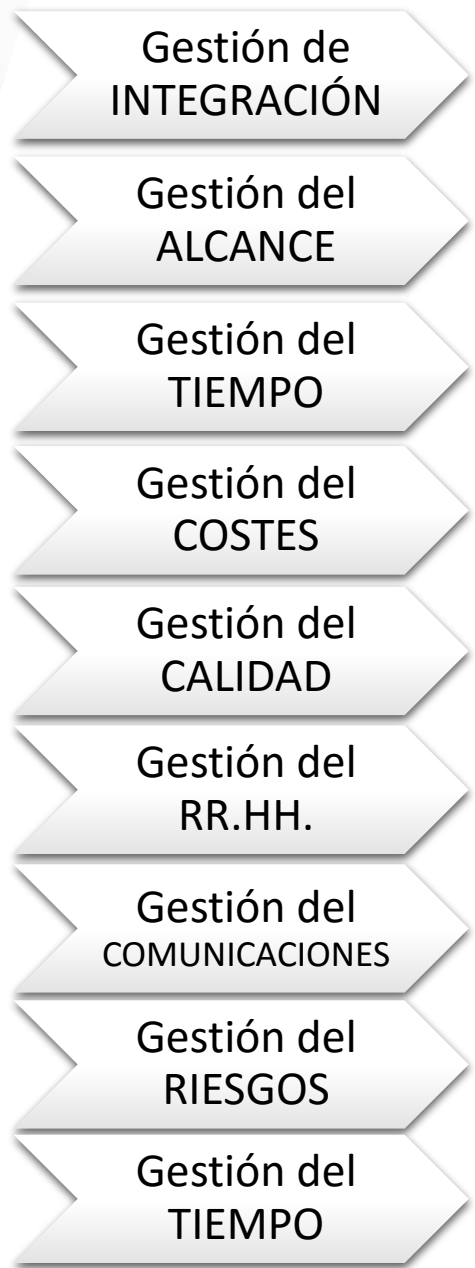 Gestión de
INTEGRACIÓN
Gestión del
ALCANCE
Gestión del
TIEMPO
Gestión del
COSTES
Gestión del
CALIDAD
Gestión del
RR.HH.
Gestión del
COMUNICACIONES
Gestión del
RIESGOS
Gestión del
TIEMPO